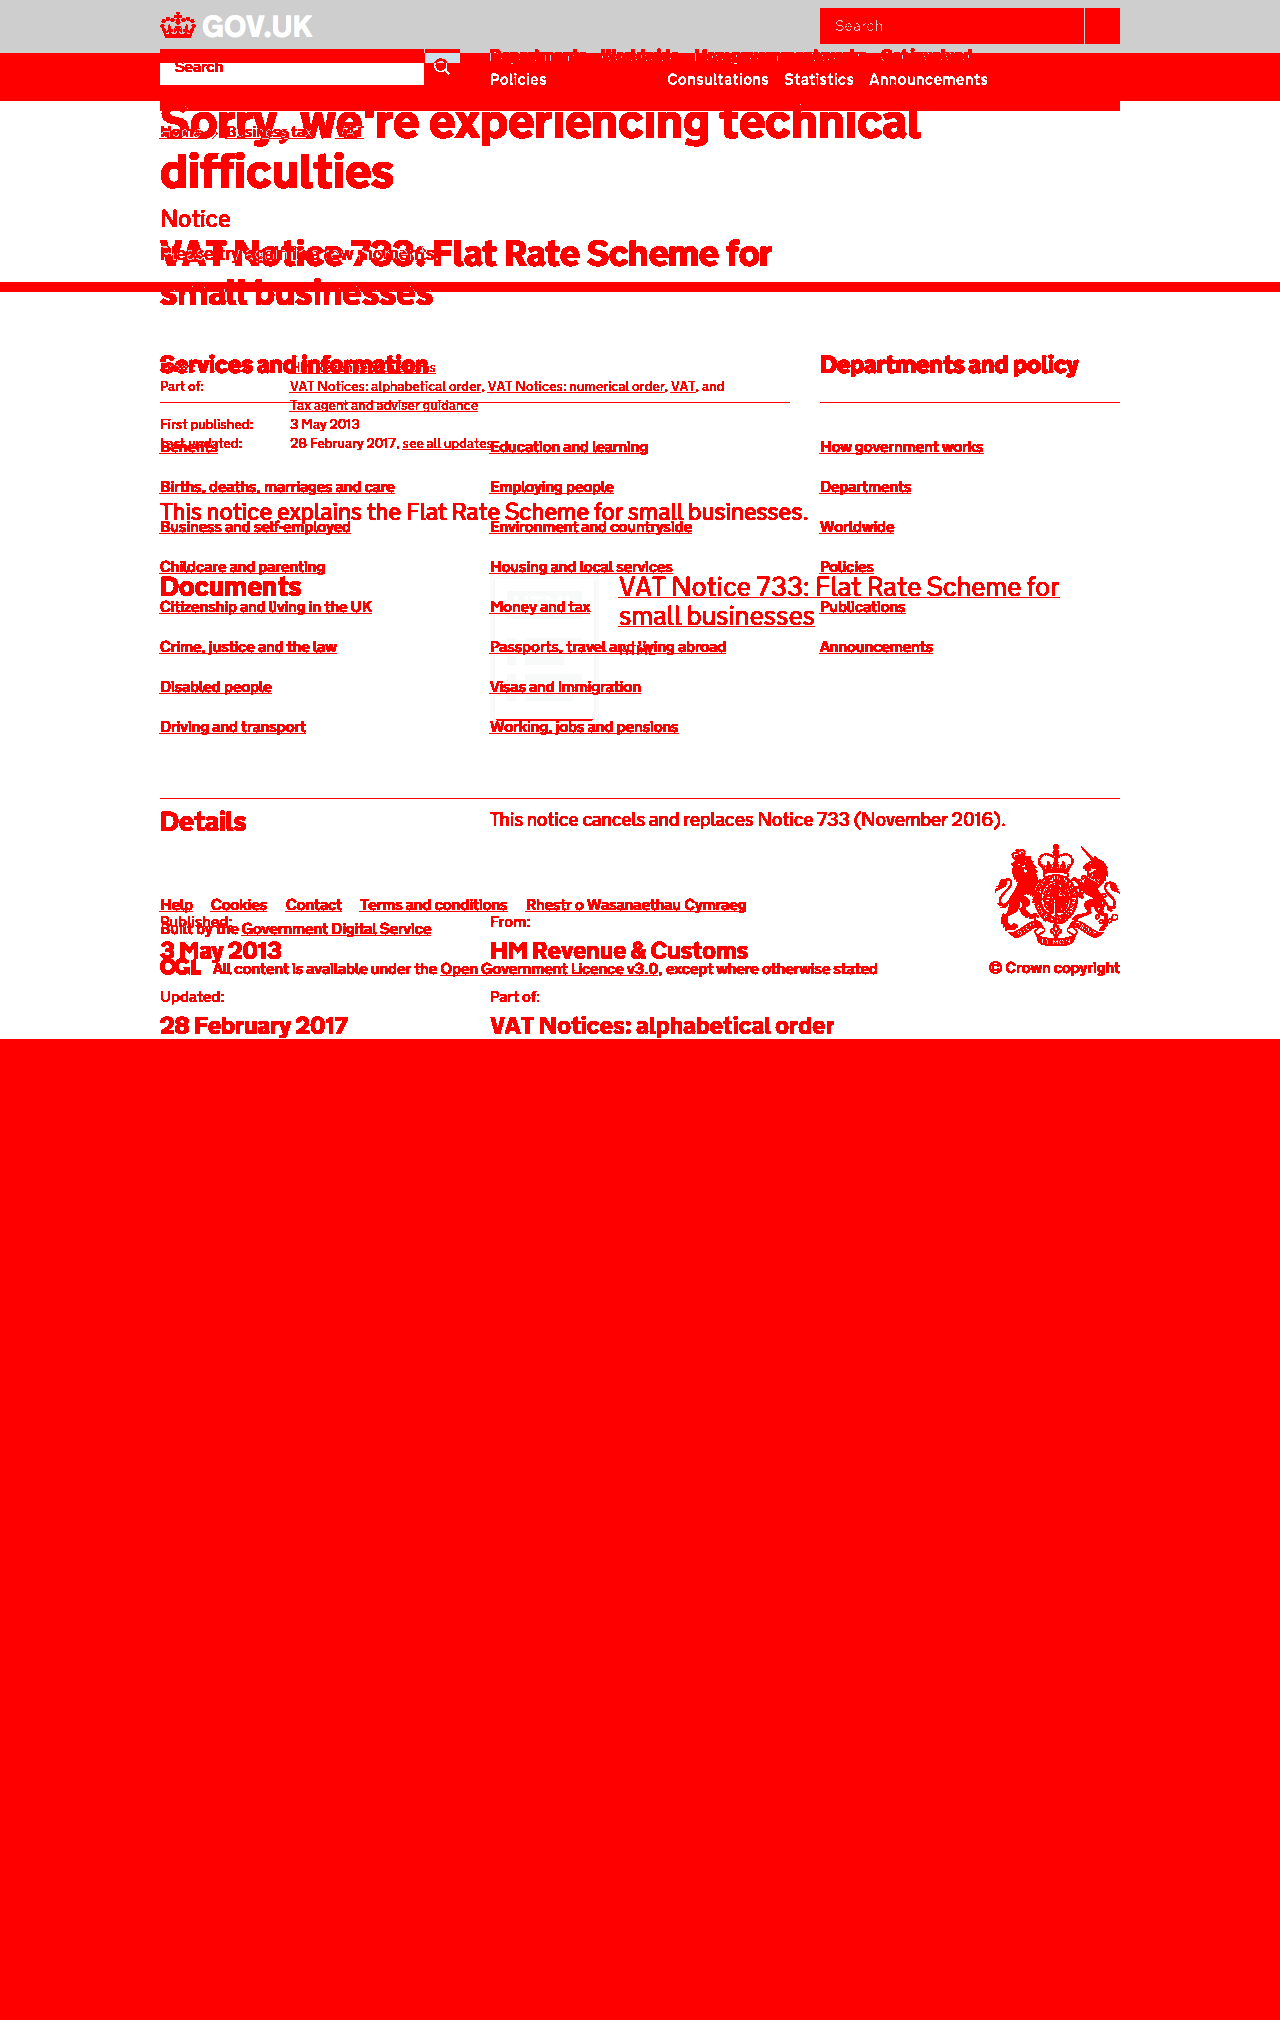 GOV.UK
Search
Search
Departments Worldwide How government works Get involved
Policies Consultations Statistics Announcements
Sorry, we're experiencing technical
difficulties
Home Business tax VAT
Notice
VAT Notice 733: Flat Rate Scheme for
small businesses
Please try again in a few moments.
Services and information
Departments and policy
Part of: VAT Notices: alphabetical order, VAT Notices: numerical order, VAT, and
Tax agent and adviser guidance
First published: 3 May 2013
Last updated: 28 February 2017, see all updates
Benefits
Education and learning
How government works
Births, deaths, marriages and care
Employing people
Departments
This notice explains the Flat Rate Scheme for small businesses.
Business and self-employed
Environment and countryside
Worldwide
Childcare and parenting
Housing and local services
Policies
Documents
VAT Notice 733: Flat Rate Scheme for
small businesses
HTML
Citizenship and living in the UK
Money and tax
Publications
Crime, justice and the law
Passports, travel and living abroad
Announcements
Disabled people
Visas and immigration
Driving and transport
Working, jobs and pensions
Details
This notice cancels and replaces Notice 733 (November 2016).
Help Cookies Contact Terms and conditions Rhestr o Wasanaethau Cymraeg
Published: From:
Built by the Government Digital Service
3 May 2013 HM Revenue & Customs
OGL All content is available under the Open Government Licence v3.0, except where otherwise stated
© Crown copyright
Updated: Part of:
28 February 2017 VAT Notices: alphabetical order